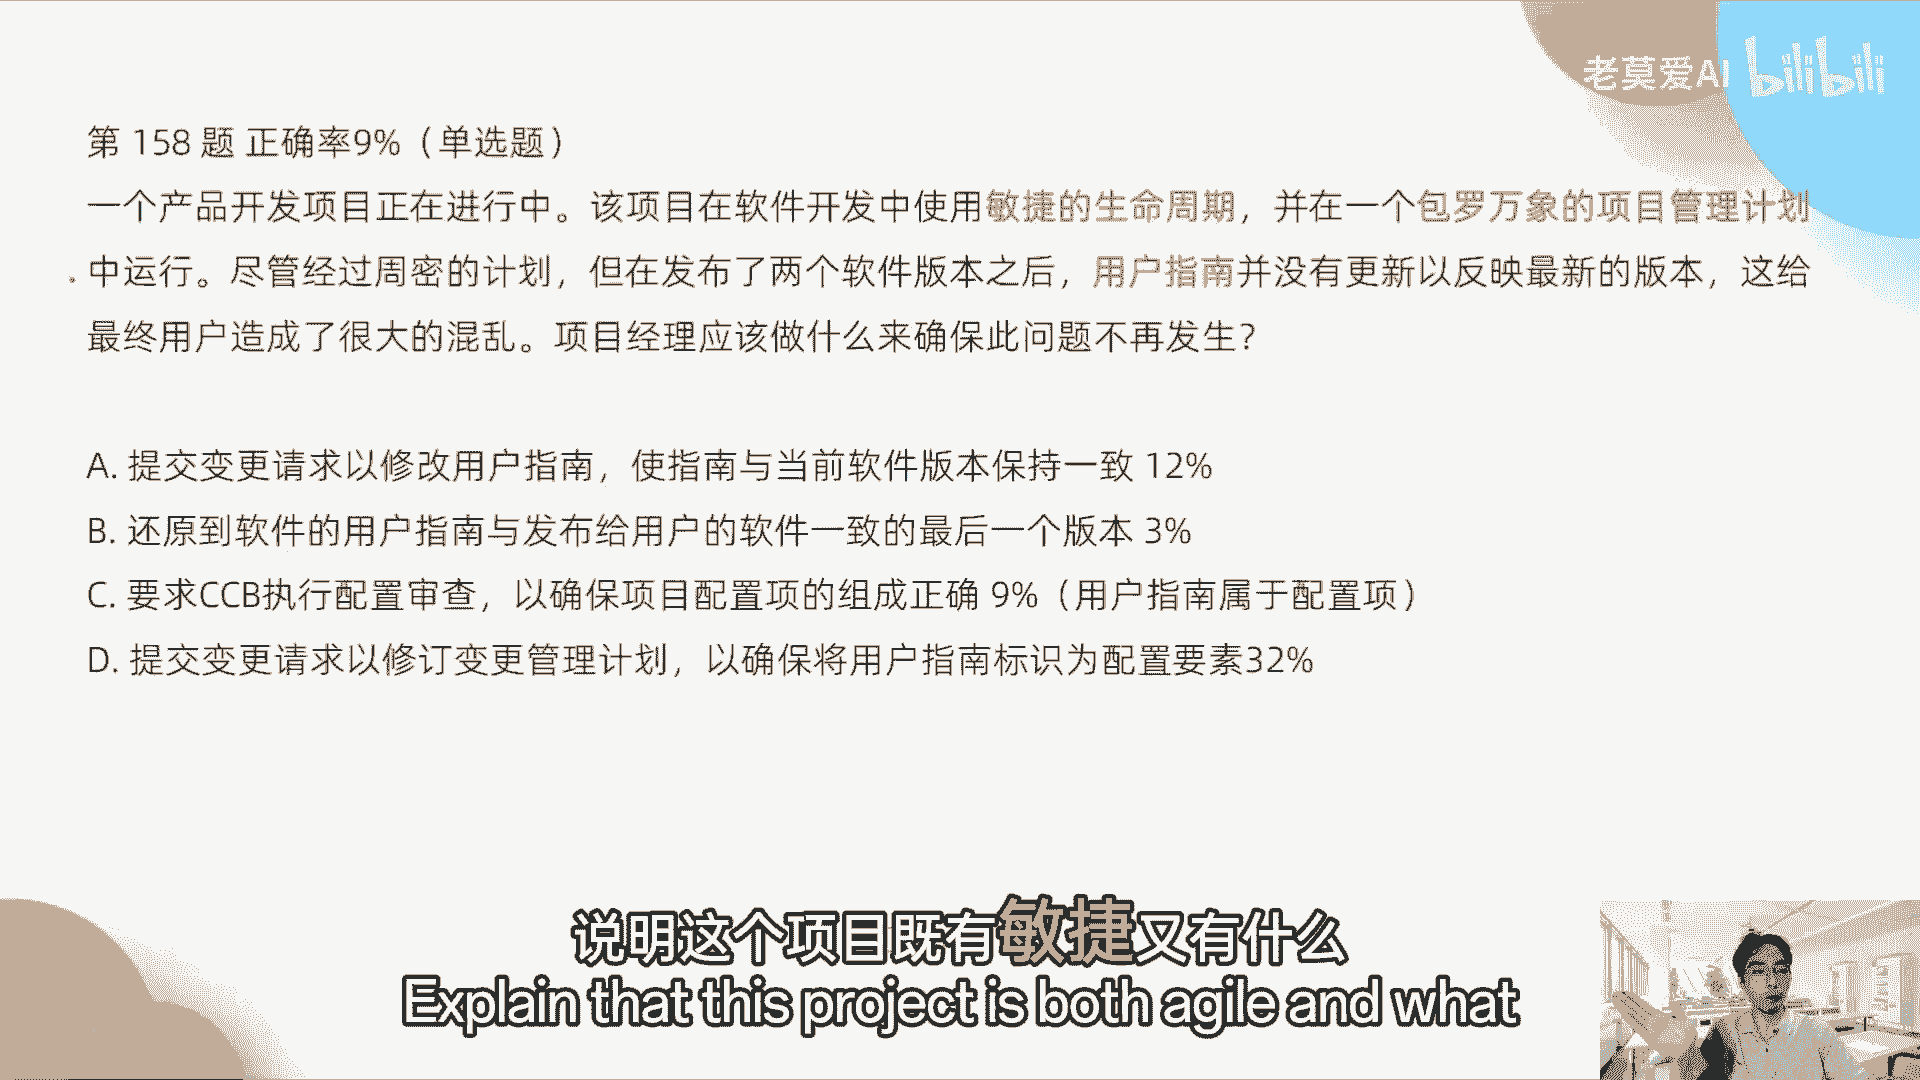 老莫爱AI bilibili
第 158 题 正确率9%（单选题）
一个产品开发项目正在进行中。该项目在软件开发中使用敏捷的生命周期，并在一个包罗万象的项目管理计划
中运行。尽管经过周密的计划，但在发布了两个软件版本之后，用户指南并没有更新以反映最新的版本，这给
最终用户造成了很大的混乱。项目经理应该做什么来确保此问题不再发生？
A. 提交变更请求以修改用户指南，使指南与当前软件版本保持一致 12%
B. 还原到软件的用户指南与发布给用户的软件一致的最后一个版本 3%
C. 要求CCB执行配置审查，以确保项目配置项的组成正确 9%（用户指南属于配置项）
D. 提交变更请求以修订变更管理计划，以确保将用户指南标识为配置要素32%
说明这个项目既有敏捷又有什么
Explain that this project is both agile and what